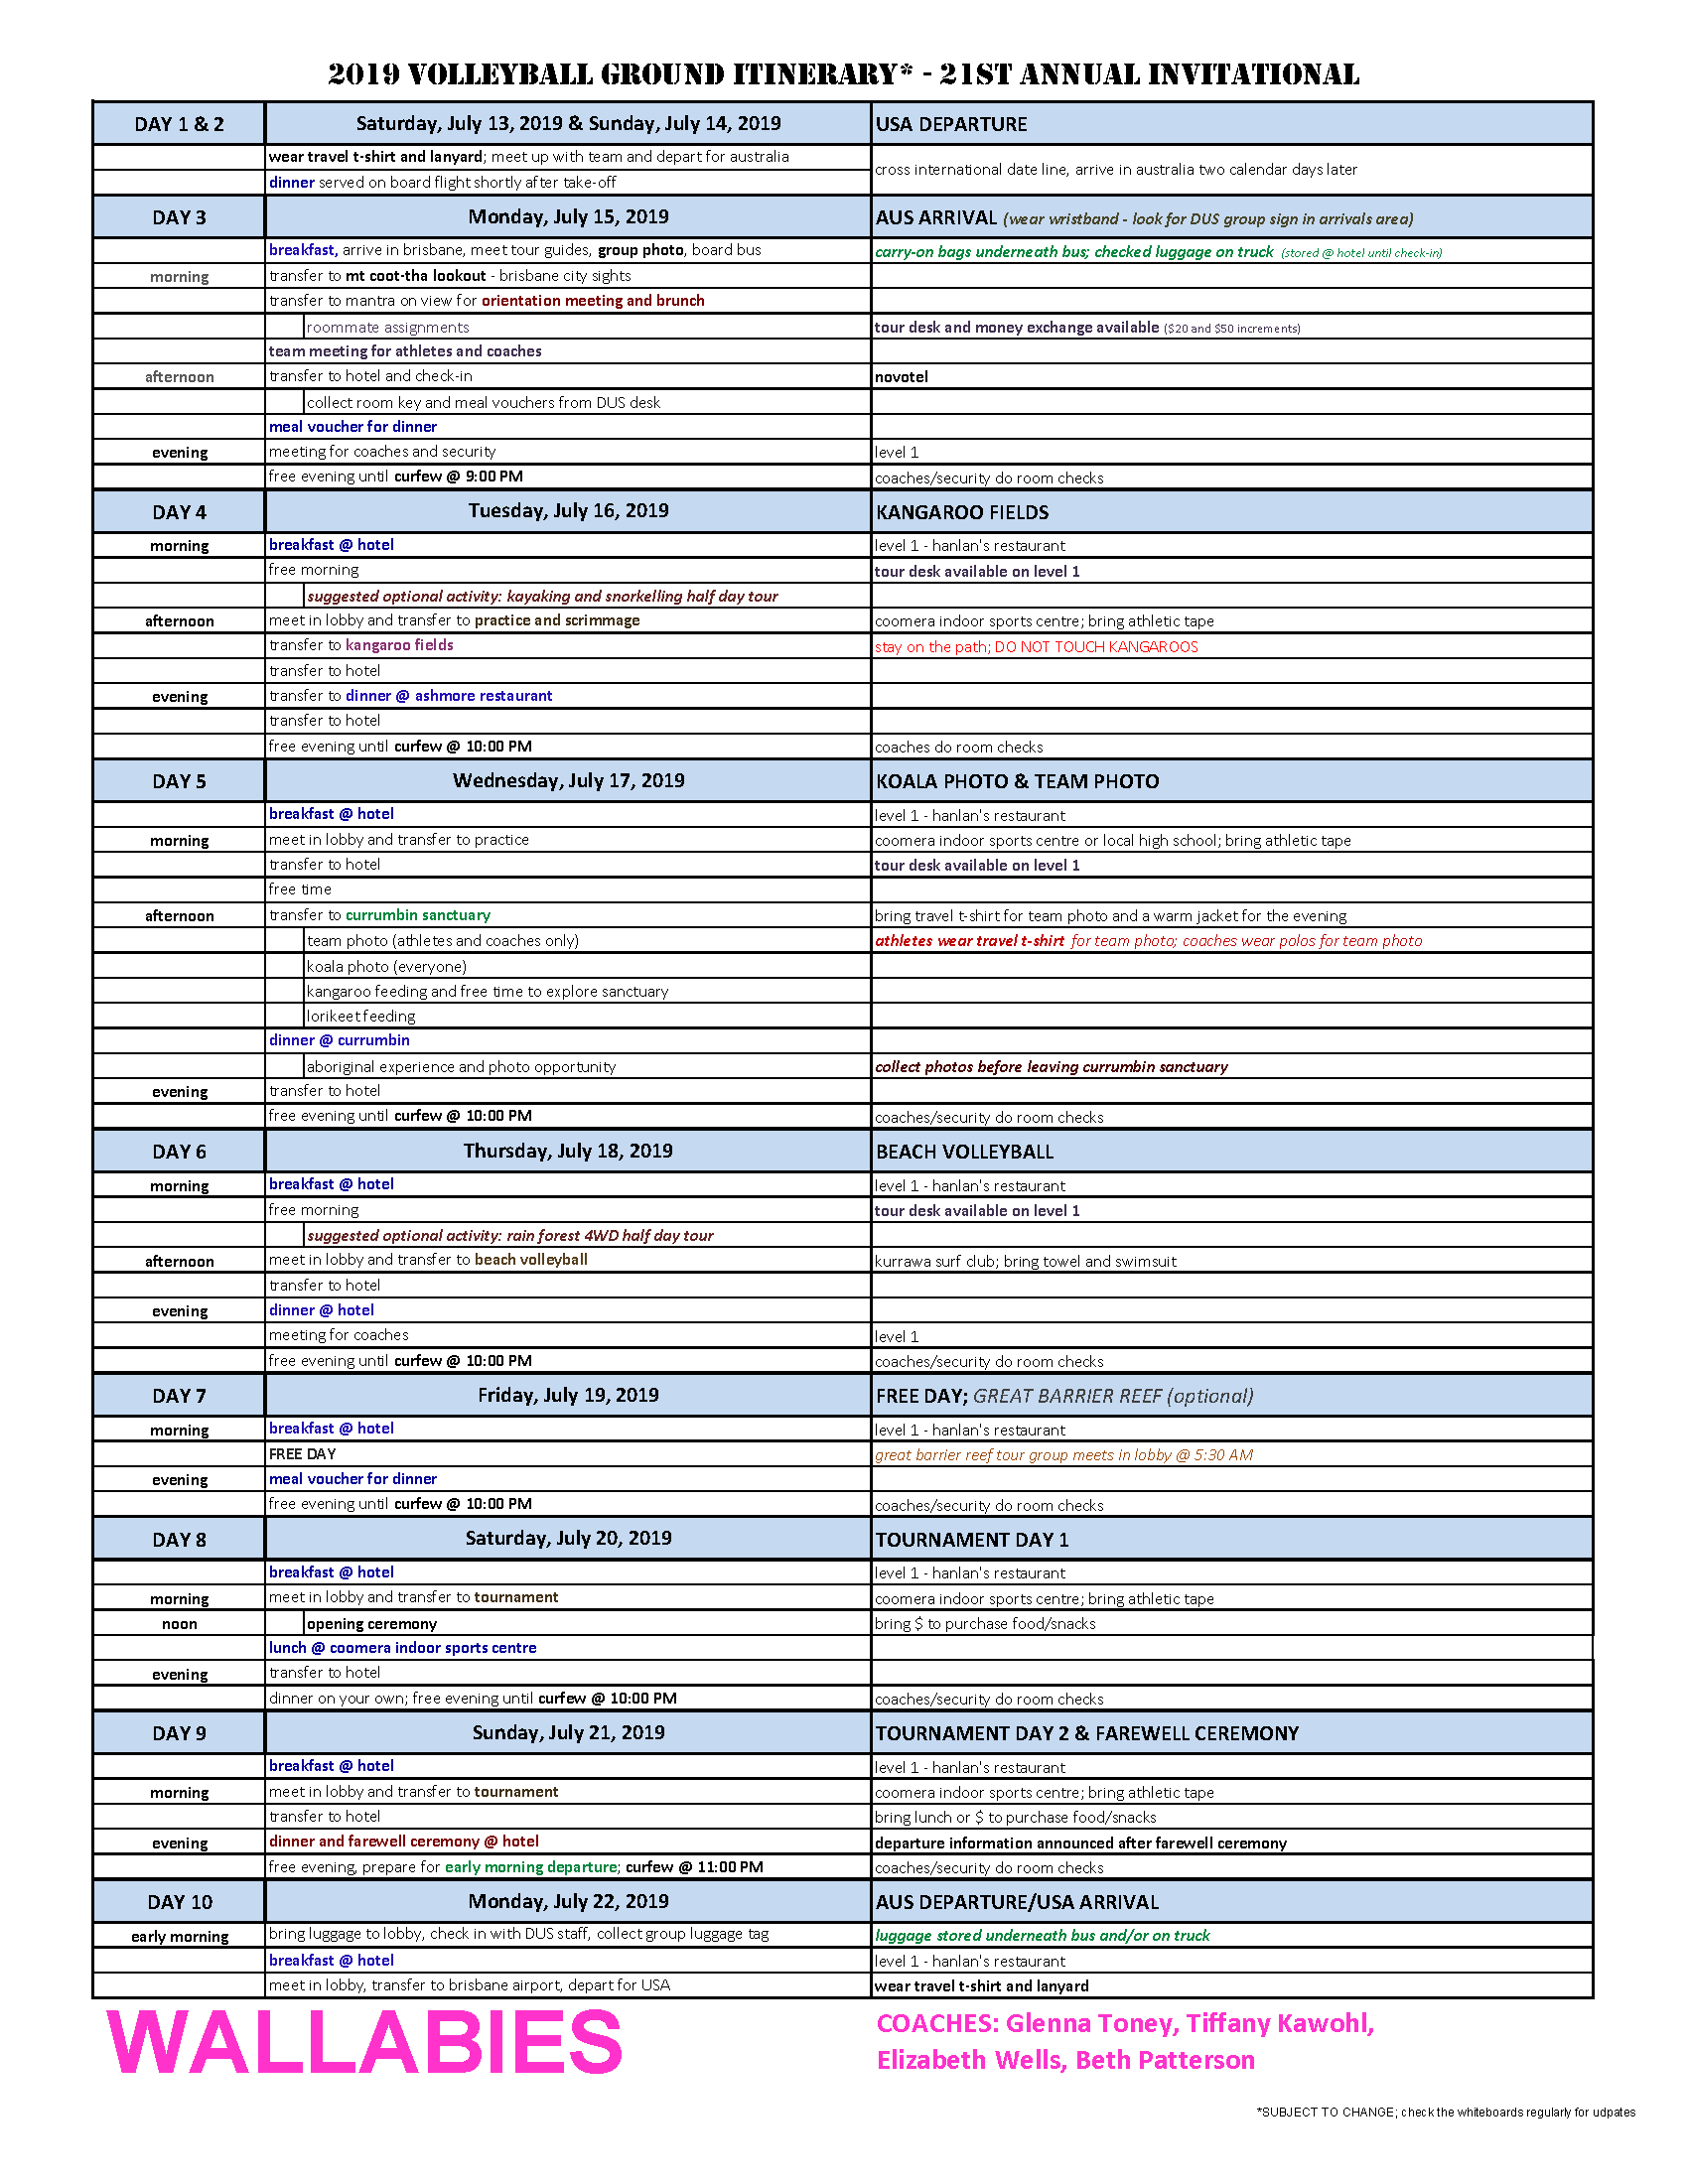 2019 VOLLEYBALL GROUND ITINERARY* - 21ST ANNUAL INVITATIONAL
DAY 1 & 2 Saturday, July 13, 2019 & Sunday, July 14, 2019 USA DEPARTURE
wear travel t-shirt and lanyard; meet up with team and depart for australia
cross international date line, arrive in australia two calendar days later
dinner served on board flight shortly after take-off
DAY 3 Monday, July 15, 2019 AUS ARRIVAL (wear wristband - look for DUS group sign in arrivals area)
breakfast, arrive in brisbane, meet tour guides, group photo, board bus carry-on bags underneath bus; checked luggage on truck (stored @ hotel until check-in)
morning transfer to mt coot-tha lookout - brisbane city sights
transfer to mantra on view for orientation meeting and brunch
roommate assignments tour desk and money exchange available ($20 and $50 increments)
team meeting for athletes and coaches
afternoon transfer to hotel and check-in novotel
collect room key and meal vouchers from DUS desk
meal voucher for dinner
evening meeting for coaches and security level 1
free evening until curfew @ 9:00 PM coaches/security do room checks
DAY 4 Tuesday, July 16, 2019 KANGAROO FIELDS
morning breakfast @ hotel level 1 - hanlan's restaurant
free morning tour desk available on level 1
suggested optional activity: kayaking and snorkelling half day tour
afternoon meet in lobby and transfer to practice and scrimmage coomera indoor sports centre; bring athletic tape
transfer to kangaroo fields stay on the path; DO NOT TOUCH KANGAROOS
transfer to hotel
evening transfer to dinner @ ashmore restaurant
transfer to hotel
free evening until curfew @ 10:00 PM coaches do room checks
DAY 5 Wednesday, July 17, 2019 KOALA PHOTO & TEAM PHOTO
breakfast @ hotel level 1 - hanlan's restaurant
morning meet in lobby and transfer to practice coomera indoor sports centre or local high school; bring athletic tape
transfer to hotel tour desk available on level 1
free time
afternoon transfer to currumbin sanctuary bring travel t-shirt for team photo and a warm jacket for the evening
team photo (athletes and coaches only) athletes wear travel t-shirt for team photo; coaches wear polos for team photo
koala photo (everyone)
kangaroo feeding and free time to explore sanctuary
lorikeet feeding
dinner @ currumbin
aboriginal experience and photo opportunity collect photos before leaving currumbin sanctuary
evening transfer to hotel
free evening until curfew @ 10:00 PM coaches/security do room checks
DAY 6 Thursday, July 18, 2019 BEACH VOLLEYBALL
morning breakfast @ hotel level 1 - hanlan's restaurant
free morning tour desk available on level 1
suggested optional activity: rain forest 4WD half day tour
afternoon meet in lobby and transfer to beach volleyball kurrawa surf club; bring towel and swimsuit
transfer to hotel
evening dinner @ hotel
meeting for coaches level 1
free evening until curfew @ 10:00 PM coaches/security do room checks
DAY 7 Friday, July 19, 2019 FREE DAY; GREAT BARRIER REEF (optional)
morning breakfast @ hotel level 1 - hanlan's restaurant
FREE DAY great barrier reef tour group meets in lobby @ 5:30 AM
evening meal voucher for dinner
free evening until curfew @ 10:00 PM coaches/security do room checks
DAY 8 Saturday, July 20, 2019 TOURNAMENT DAY 1
breakfast @ hotel level 1 - hanlan's restaurant
morning meet in lobby and transfer to tournament coomera indoor sports centre; bring athletic tape
noon opening ceremony bring $ to purchase food/snacks
lunch @ coomera indoor sports centre
evening transfer to hotel
dinner on your own; free evening until curfew @ 10:00 PM coaches/security do room checks
DAY 9 Sunday, July 21, 2019 TOURNAMENT DAY 2 & FAREWELL CEREMONY
breakfast @ hotel level 1 - hanlan's restaurant
morning meet in lobby and transfer to tournament coomera indoor sports centre; bring athletic tape
transfer to hotel bring lunch or $ to purchase food/snacks
evening dinner and farewell ceremony @ hotel departure information announced after farewell ceremony
free evening, prepare for early morning departure; curfew @ 11:00 PM coaches/security do room checks
DAY 10 Monday, July 22, 2019 AUS DEPARTURE/USA ARRIVAL
early morning bring luggage to lobby, check in with DUS staff, collect group luggage tag luggage stored underneath bus and/or on truck
breakfast @ hotel level 1 - hanlan's restaurant
meet in lobby, transfer to brisbane airport, depart for USA wear travel t-shirt and lanyard
WALLABIES
COACHES: Glenna Toney, Tiffany Kawohl,
Elizabeth Wells, Beth Patterson
*SUBJECT TO CHANGE; check the whiteboards regularly for udpates